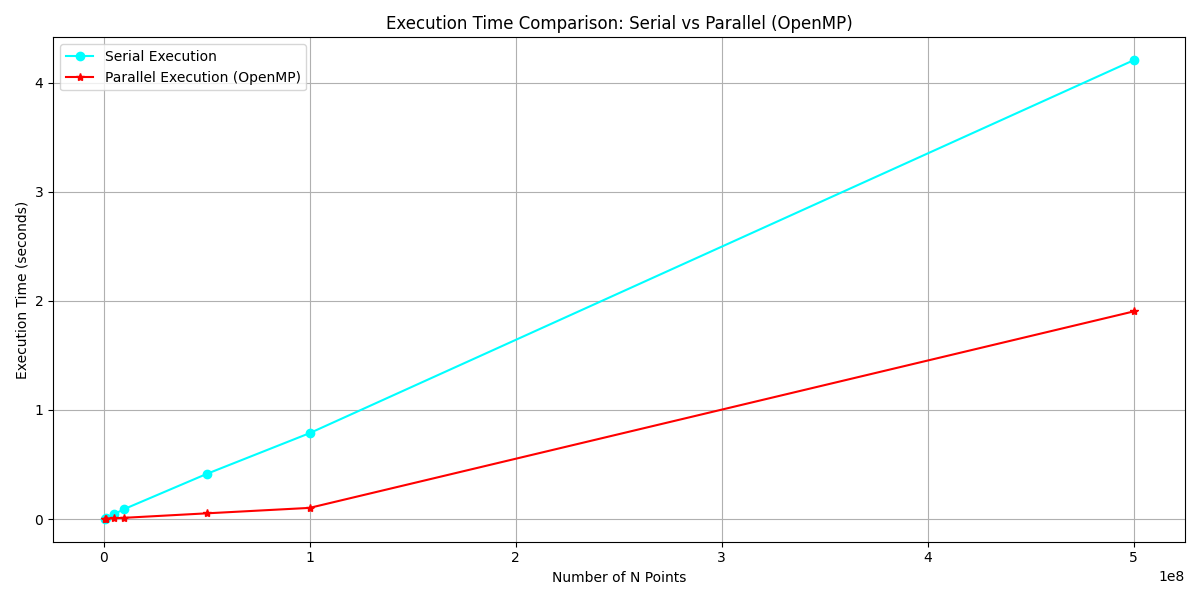 Execution Time Comparison: Serial vs Parallel (OpenMP)
Serial Execution
Parallel Execution (OpenMP)
Execution Time (seconds)
4
3
2
1
0
0 1 2 3 4 5
1e8
Number of N Points